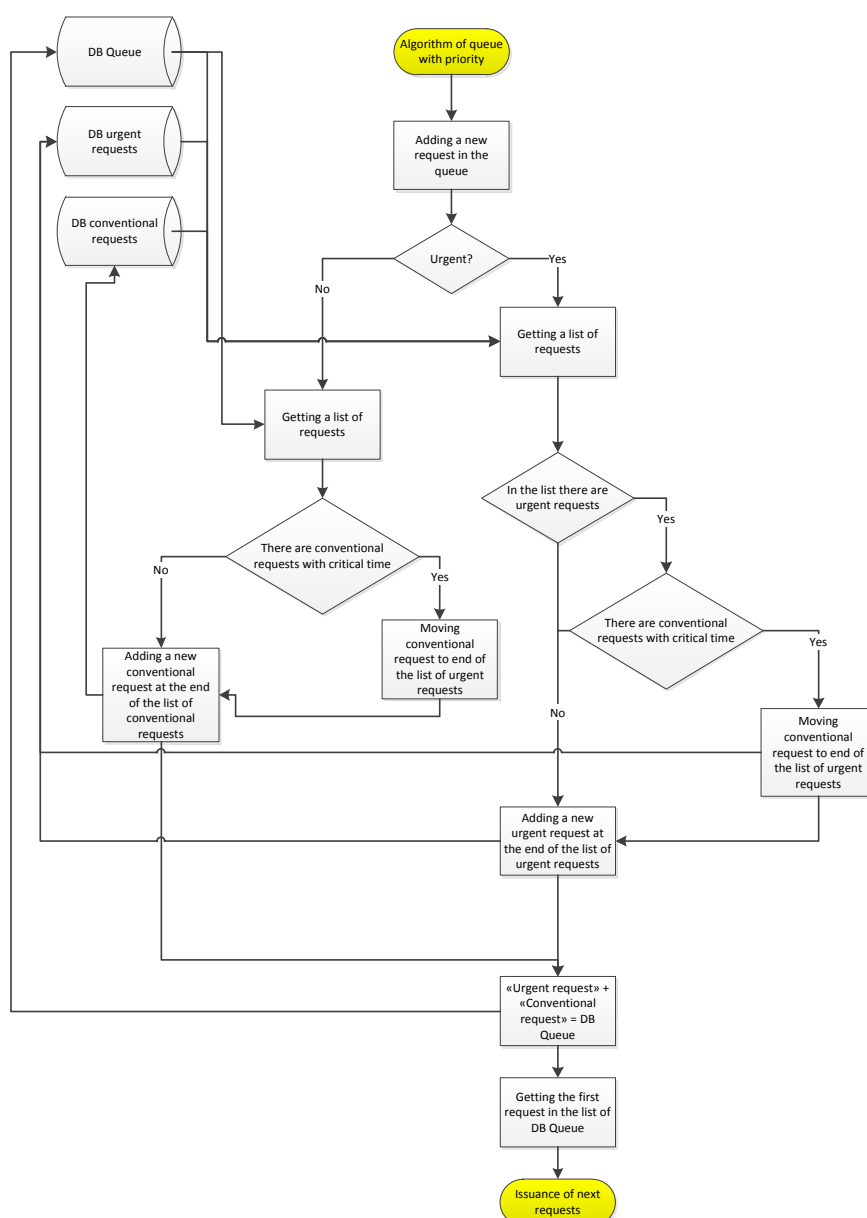 DB Queue
Algorithm of queue
with priority
DB urgent
requests
Adding a new
request in the
queue
DB conventional
requests
Urgent?
Yes
No
Getting a list of
requests
Getting a list of
requests
In the list there are
urgent requests
Yes
There are conventional
requests with critical time
No
Yes
There are conventional
requests with critical time
Yes
Adding a new
conventional
request at the end
of the list of
conventional
requests
Moving
conventional
request to end of
the list of urgent
requests
No
Moving
conventional
request to end of
the list of urgent
requests
Adding a new
urgent request at
the end of the list of
urgent requests
«Urgent request» +
«Conventional
request» = DB
Queue
Getting the first
request in the list of
DB Queue
Issuance of next
requests